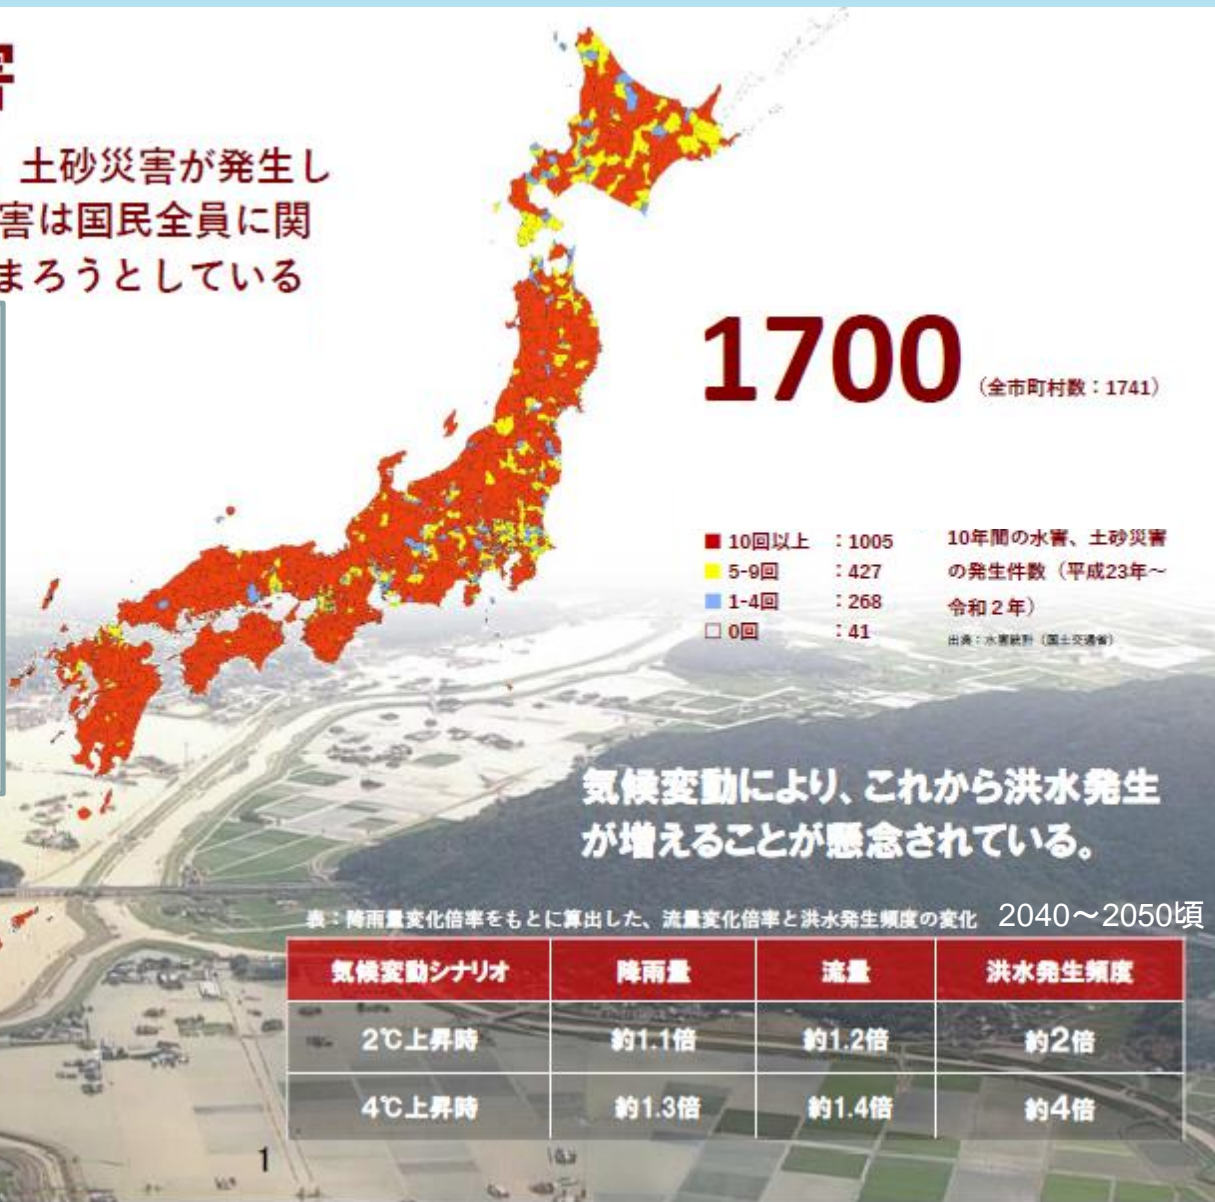 害
土砂災害が発生し
害は国民全員に関
まろうとしている
1700（全市町村数：1741）
■ 10回以上 ：1005
■ 5-9回 ：427
■ 1-4回 ：268
□ 0回 ：41
10年間の水害、土砂災害
の発生件数（平成23年～
令和２年）
出典：水害統計（国土交通省）
気候変動により、これから洪水発生
が増えることが懸念されている。
表：降雨量変化倍率をもとに算出した、流量変化倍率と洪水発生頻度の変化 2040～2050頃
気候変動シナリオ 降雨量 流量 洪水発生頻度
2℃上昇時 約1.1倍 約1.2倍 約2倍
4℃上昇時 約1.3倍 約1.4倍 約4倍
1